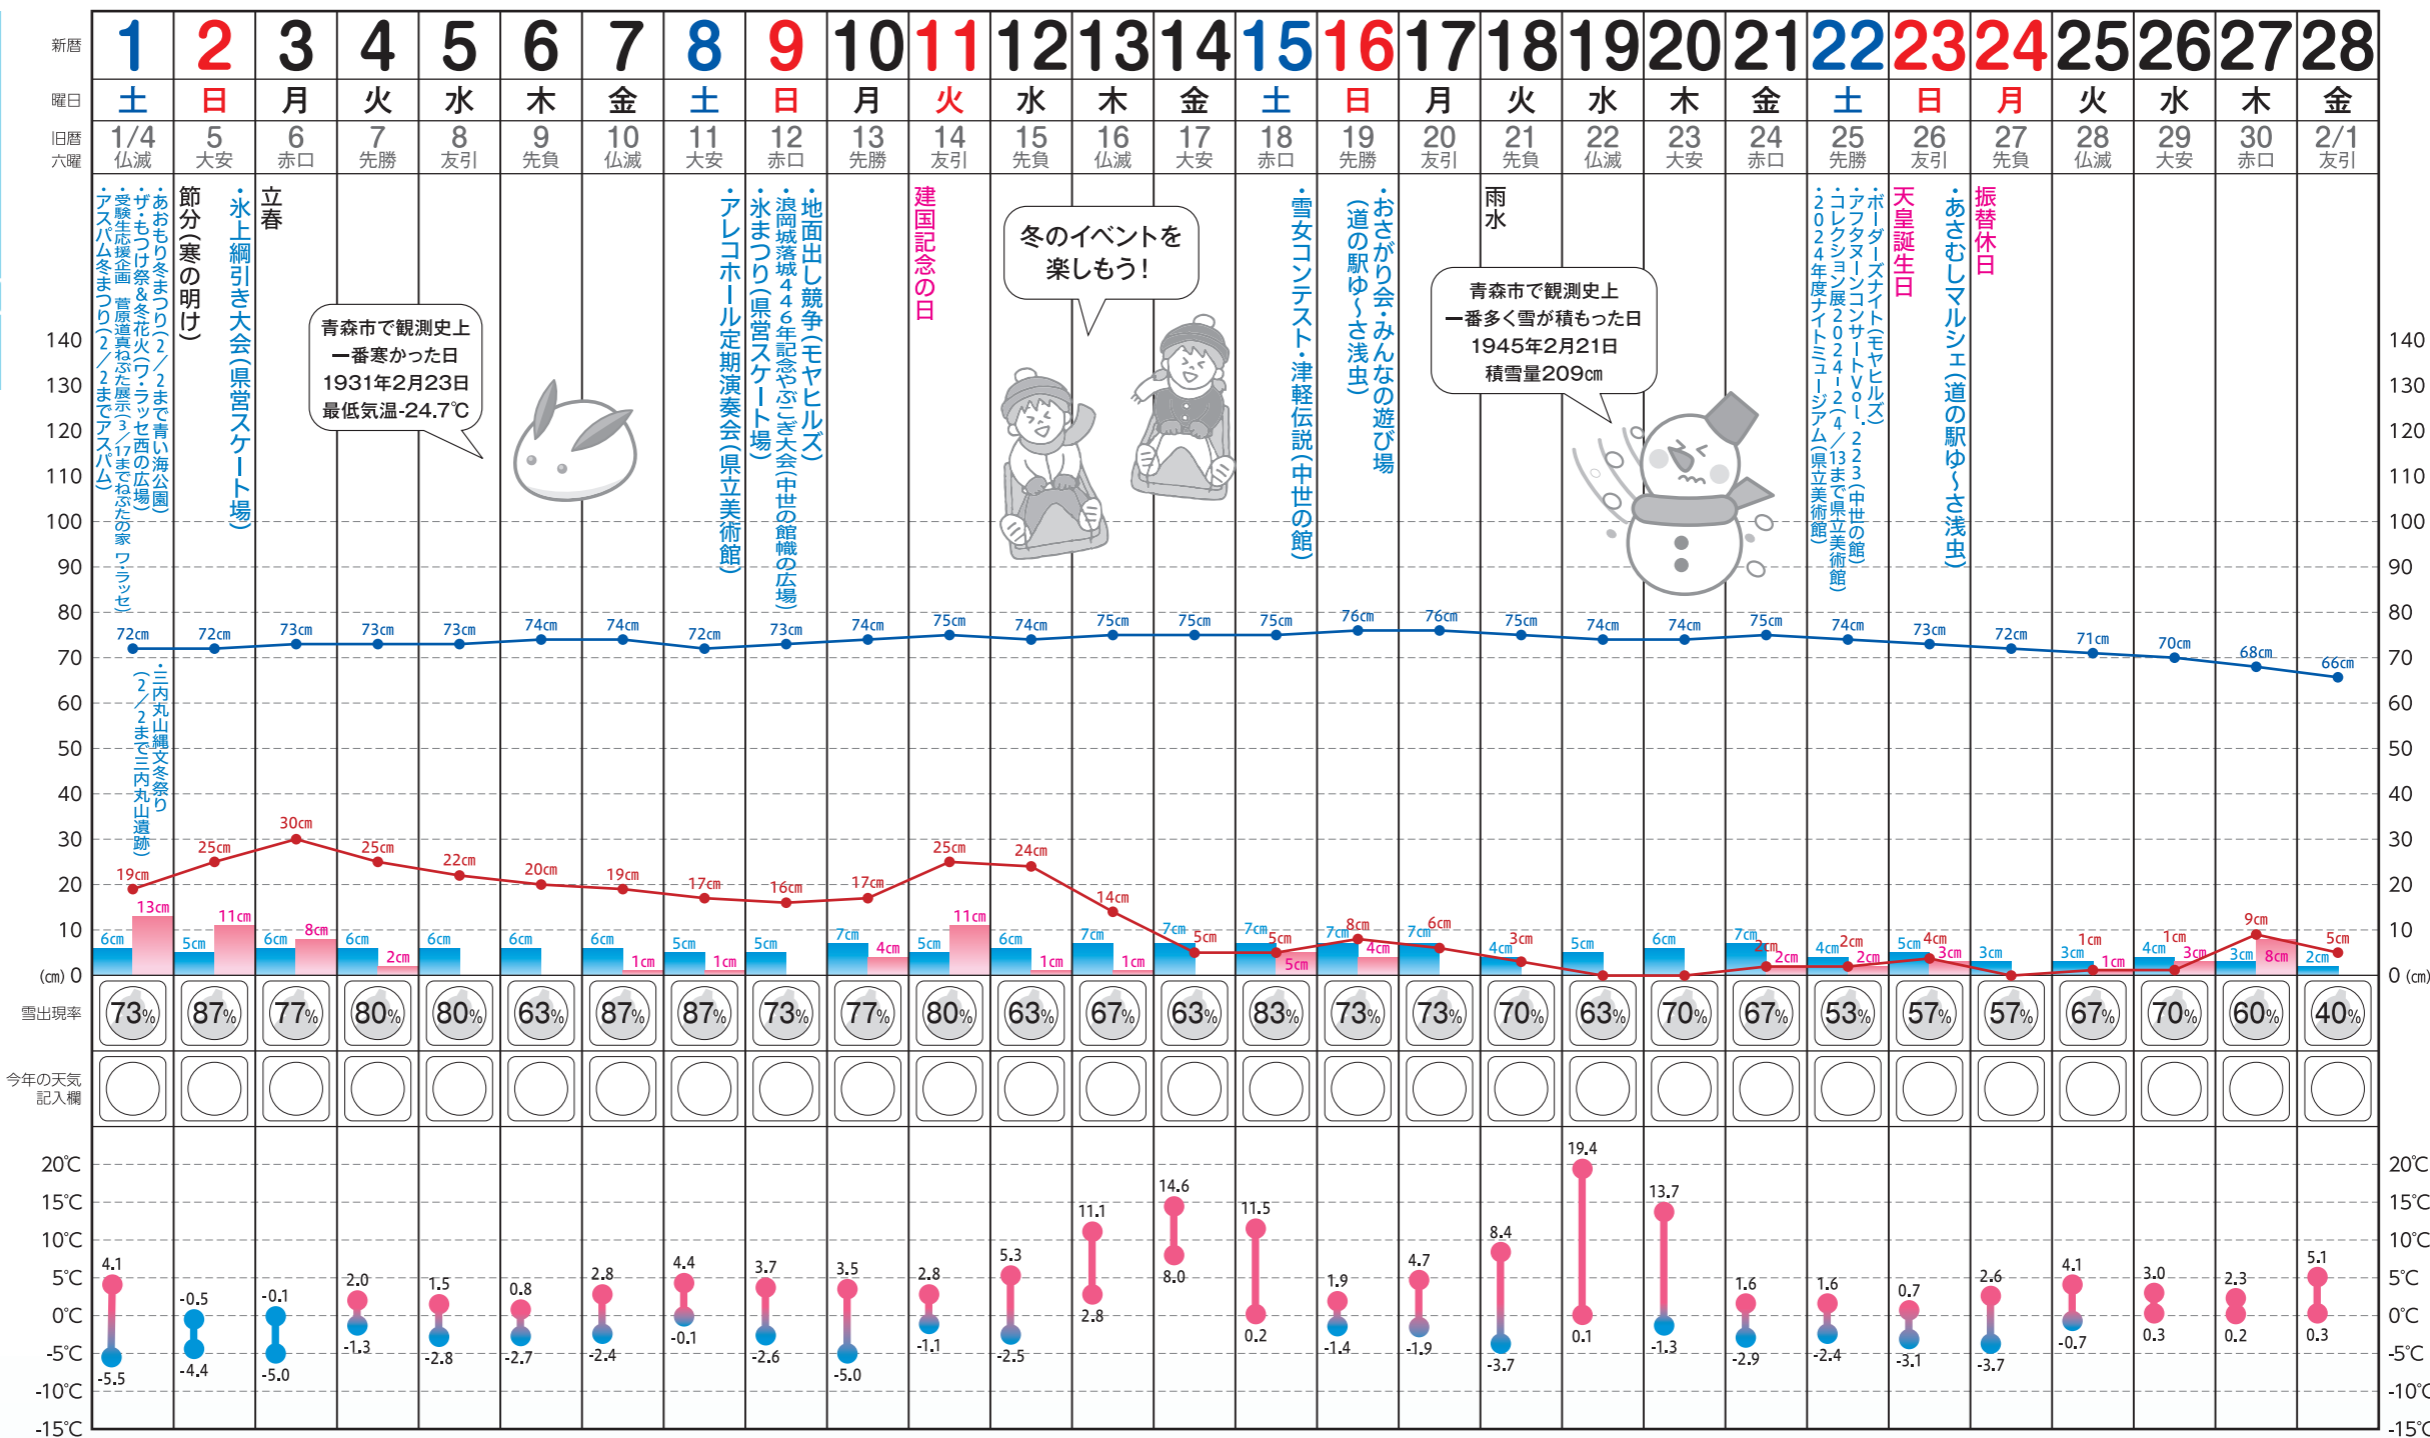 新暦 1 2 3 4 5 6 7 8 9 10 11 12 13 14 15 16 17 18 19 20 21 22 23 24 25 26 27 28
曜日 土 日 月 火 水 木 金 土 日 月 火 水 木 金 土 日 月 火 水 木 金 土 日 月 火 水 木 金
旧暦 1/4 5 6 7 8 9 10 11 12 13 14 15 16 17 18 19 20 21 22 23 24 25 26 27 28 29 30 2/1
六曜 仏滅 大安 赤口 先勝 友引 先負 仏滅 大安 赤口 先勝 友引 先負 仏滅 大安 赤口 先勝 友引 先負 仏滅 大安 赤口 先勝 友引 先負 仏滅 大安 赤口 友引
・あおもり冬まつり(2/2まで青い海公園)
・ザ・もつけ祭&冬花火(ワ・ラッセ西の広場)
・受験生応援企画 菅原道真ねぶた展示(3/17までねぶたの家 ワ・ラッセ)
・アスパム冬まつり(2/2までアスパム)
・三内丸山縄文冬祭り
(2/2まで三内丸山遺跡)
節分(寒の明け)
・氷上綱引き大会(県営スケート場)
立春
青森市で観測史上
一番寒かった日
1931年2月23日
最低気温-24.7℃
・アレコホール定期演奏会(県立美術館)
・地面出し競争(モヤヒルズ)
・浪岡城落城446年記念やぶこぎ大会(中世の館幟の広場)
・氷まつり(県営スケート場)
建国記念の日
冬のイベントを
楽しもう!
・雪女コンテスト・津軽伝説(中世の館)
・おさがり会・みんなの遊び場
(道の駅ゆ〜さ浅虫)
雨水
青森市で観測史上
一番多く雪が積もった日
1945年2月21日
積雪量209㎝
・ボーダーズナイト(モヤヒルズ)
・アフタヌーンコンサートVol.223(中世の館)
・コレクション展2024-2(4/13まで県立美術館)
・2024年度ナイトミュージアム(県立美術館)
天皇誕生日
・あさむしマルシェ(道の駅ゆ〜さ浅虫)
振替休日
140 140
130 130
120 120
110 110
100 100
90 90
80 80
72㎝ 72㎝ 73㎝ 73㎝ 73㎝ 74㎝ 74㎝ 72㎝ 73㎝ 74㎝ 75㎝ 74㎝ 75㎝ 75㎝ 75㎝ 76㎝ 76㎝ 75㎝ 74㎝ 74㎝ 75㎝ 74㎝ 73㎝ 72㎝ 71㎝ 70㎝ 68㎝ 66㎝
70 70
60 60
50 50
40 40
30 30
19㎝ 25㎝ 30㎝ 25㎝ 22㎝ 20㎝ 19㎝ 17㎝ 16㎝ 17㎝ 25㎝ 24㎝ 14㎝ 5㎝ 5㎝ 8㎝ 6㎝ 3㎝ 2㎝ 2㎝ 4㎝ 1㎝ 1㎝ 9㎝ 5㎝
20 20
13㎝ 11㎝ 8㎝ 2㎝ 1㎝ 1㎝ 4㎝ 11㎝ 1㎝ 1㎝ 5㎝ 4㎝ 2㎝ 2㎝ 3㎝ 3㎝ 8㎝
10 10
6㎝ 5㎝ 6㎝ 6㎝ 6㎝ 6㎝ 6㎝ 5㎝ 5㎝ 7㎝ 5㎝ 6㎝ 7㎝ 7㎝ 7㎝ 7㎝ 7㎝ 4㎝ 5㎝ 6㎝ 7㎝ 4㎝ 5㎝ 3㎝ 3㎝ 4㎝ 3㎝ 2㎝
(㎝) 0 0 (㎝)
雪出現率 73% 87% 77% 80% 80% 63% 87% 87% 73% 77% 80% 63% 67% 63% 83% 73% 73% 70% 63% 70% 67% 53% 57% 57% 67% 70% 60% 40%
今年の天気
記入欄
20℃ 20℃
15℃ 15℃
10℃ 10℃
5℃ 5℃
0℃ 0℃
-5℃ -5℃
-10℃ -10℃
-15℃ -15℃
4.1 -0.5 -0.1 2.0 1.5 0.8 2.8 4.4 3.7 3.5 2.8 5.3 11.1 14.6 11.5 1.9 4.7 8.4 19.4 13.7 1.6 1.6 0.7 2.6 4.1 3.0 2.3 5.1
-5.5 -4.4 -5.0 -1.3 -2.8 -2.7 -2.4 -0.1 -2.6 -5.0 -1.1 -2.5 2.8 8.0 0.2 -1.4 -1.9 -3.7 0.1 -1.3 -2.9 -2.4 -3.1 -3.7 -0.7 0.3 0.2 0.3